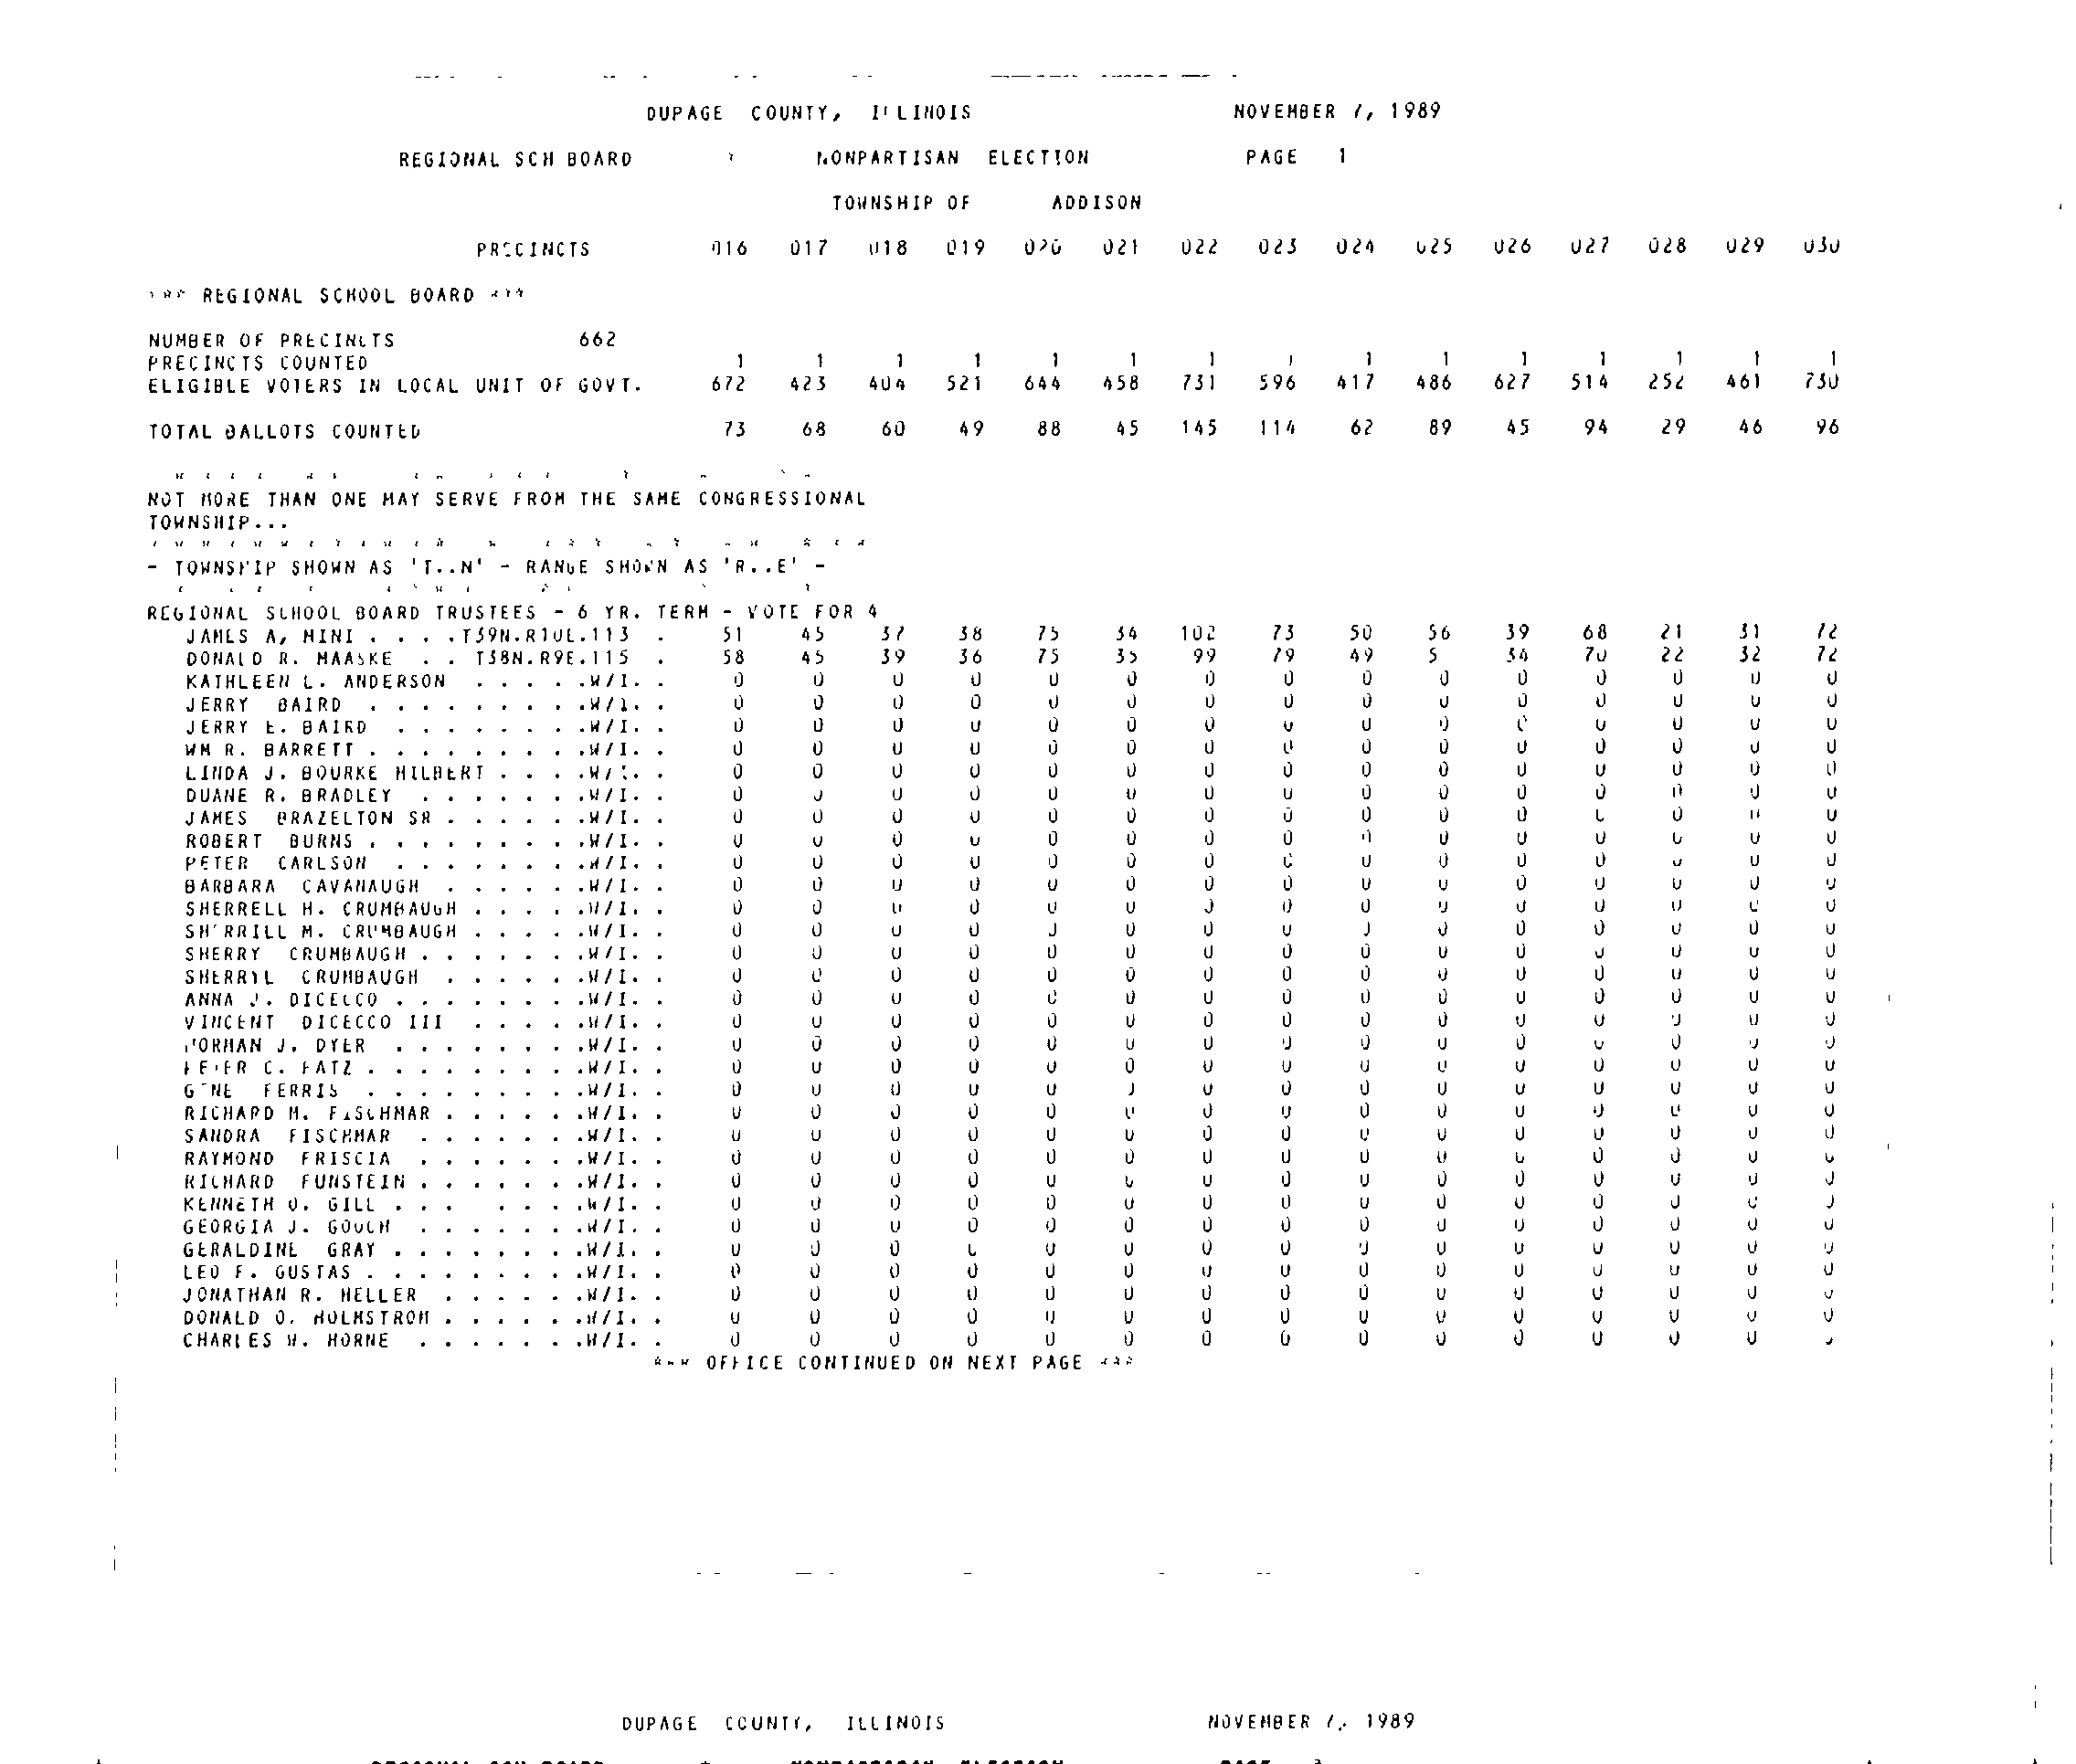 DUPAGE COUNTY, ILLINOIS NOVEMBER 7, 1989
REGIONAL SCH BOARD NONPARTISAN ELECTION PAGE 1
TOWNSHIP OF ADDISON
PRECINCTS 016 017 018 019 020 021 022 023 024 025 026 027 028 029 030
*** REGIONAL SCHOOL BOARD ***
NUMBER OF PRECINCTS 662
PRECINCTS COUNTED 1 1 1 1 1 1 1 1 1 1 1 1 1 1 1
ELIGIBLE VOTERS IN LOCAL UNIT OF GOVT. 672 423 404 521 644 458 731 596 417 486 627 514 252 461 730
TOTAL BALLOTS COUNTED 73 68 60 49 88 45 145 114 62 89 45 94 29 46 96
NOT MORE THAN ONE MAY SERVE FROM THE SAME CONGRESSIONAL
TOWNSHIP...
- TOWNSHIP SHOWN AS 'T..N' - RANGE SHOWN AS 'R..E' -
REGIONAL SCHOOL BOARD TRUSTEES - 6 YR. TERM - VOTE FOR 4
JAMES A. MINI . . . .T39N.R10E.113 . 51 45 37 38 75 34 102 73 50 56 39 68 21 31 72
DONALD R. MAASKE . . T38N.R9E.115 . 58 45 39 36 75 35 99 79 49 34 70 22 32 72
KATHLEEN L. ANDERSON . . . . .W/I. . 0 0 0 0 0 0 0 0 0 0 0 0 0 0 0
JERRY BAIRD . . . . . . . . .W/I. . 0 0 0 0 0 0 0 0 0 0 0 0 0 0 0
JERRY E. BAIRD . . . . . . . .W/I. . 0 0 0 0 0 0 0 0 0 0 0 0 0 0 0
WM R. BARRETT . . . . . . . . .W/I. . 0 0 0 0 0 0 0 0 0 0 0 0 0 0 0
LINDA J. BOURKE HILBERT . . . .W/I. . 0 0 0 0 0 0 0 0 0 0 0 0 0 0 0
DUANE R. BRADLEY . . . . . . .W/I. . 0 0 0 0 0 0 0 0 0 0 0 0 0 0 0
JAMES BRAZELTON SR . . . . . .W/I. . 0 0 0 0 0 0 0 0 0 0 0 0 0 0 0
ROBERT BURNS . . . . . . . . .W/I. . 0 0 0 0 0 0 0 0 0 0 0 0 0 0 0
PETER CARLSON . . . . . . . .W/I. . 0 0 0 0 0 0 0 0 0 0 0 0 0 0 0
BARBARA CAVANAUGH . . . . . .W/I. . 0 0 0 0 0 0 0 0 0 0 0 0 0 0 0
SHERRELL H. CRUMBAUGH . . . . .W/I. . 0 0 0 0 0 0 0 0 0 0 0 0 0 0 0
SHERRILL M. CRUMBAUGH . . . . .W/I. . 0 0 0 0 0 0 0 0 0 0 0 0 0 0 0
SHERRY CRUMBAUGH . . . . . . .W/I. . 0 0 0 0 0 0 0 0 0 0 0 0 0 0 0
SHERRYL CRUMBAUGH . . . . . .W/I. . 0 0 0 0 0 0 0 0 0 0 0 0 0 0 0
ANNA J. DICECCO . . . . . . . .W/I. . 0 0 0 0 0 0 0 0 0 0 0 0 0 0 0
VINCENT DICECCO III . . . . .W/I. . 0 0 0 0 0 0 0 0 0 0 0 0 0 0 0
NORMAN J. DYER . . . . . . . .W/I. . 0 0 0 0 0 0 0 0 0 0 0 0 0 0 0
PETER C. FATZ . . . . . . . . .W/I. . 0 0 0 0 0 0 0 0 0 0 0 0 0 0 0
GENE FERRIS . . . . . . . . .W/I. . 0 0 0 0 0 0 0 0 0 0 0 0 0 0 0
RICHARD M. FISCHMAR . . . . . .W/I. . 0 0 0 0 0 0 0 0 0 0 0 0 0 0 0
SANDRA FISCHMAR . . . . . . .W/I. . 0 0 0 0 0 0 0 0 0 0 0 0 0 0 0
RAYMOND FRISCIA . . . . . . .W/I. . 0 0 0 0 0 0 0 0 0 0 0 0 0 0 0
RICHARD FUNSTEIN . . . . . . .W/I. . 0 0 0 0 0 0 0 0 0 0 0 0 0 0 0
KENNETH O. GILL . . . . . . .W/I. . 0 0 0 0 0 0 0 0 0 0 0 0 0 0 0
GEORGIA J. GOUCH . . . . . . .W/I. . 0 0 0 0 0 0 0 0 0 0 0 0 0 0 0
GERALDINE GRAY . . . . . . . .W/I. . 0 0 0 0 0 0 0 0 0 0 0 0 0 0 0
LEO F. GUSTAS . . . . . . . . .W/I. . 0 0 0 0 0 0 0 0 0 0 0 0 0 0 0
JONATHAN R. HELLER . . . . . .W/I. . 0 0 0 0 0 0 0 0 0 0 0 0 0 0 0
DONALD O. HOLMSTROM . . . . . .W/I. . 0 0 0 0 0 0 0 0 0 0 0 0 0 0 0
CHARLES W. HORNE . . . . . . .W/I. . 0 0 0 0 0 0 0 0 0 0 0 0 0 0 0
*** OFFICE CONTINUED ON NEXT PAGE ***
DUPAGE COUNTY, ILLINOIS NOVEMBER 7, 1989